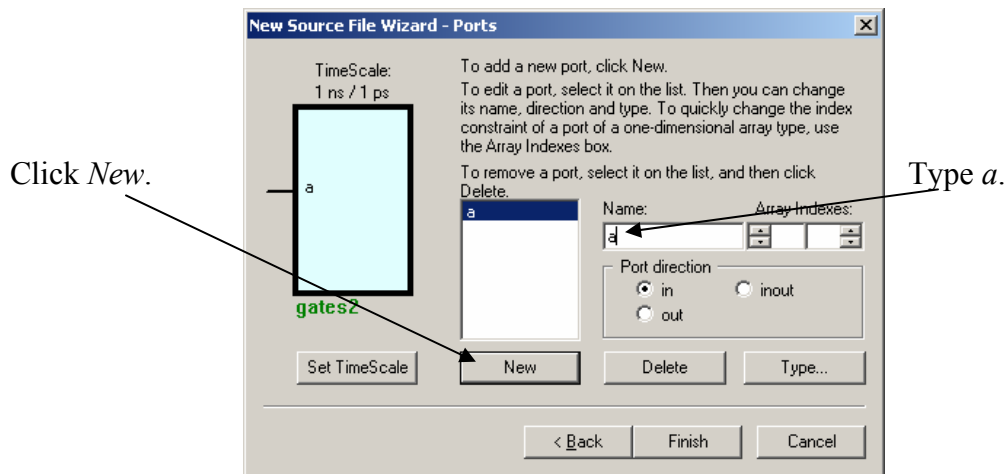 New Source File Wizard - Ports
TimeScale:
1 ns / 1 ps
To add a new port, click New.
To edit a port, select it on the list. Then you can change
its name, direction and type. To quickly change the index
constraint of a port of a one-dimensional array type, use
the Array Indexes box.
To remove a port, select it on the list, and then click
Delete.
Click New.
Type a.
a
a
Name:
Array Indexes:
a
Port direction
in
inout
out
gates2
Set TimeScale
New
Delete
Type...
< Back
Finish
Cancel